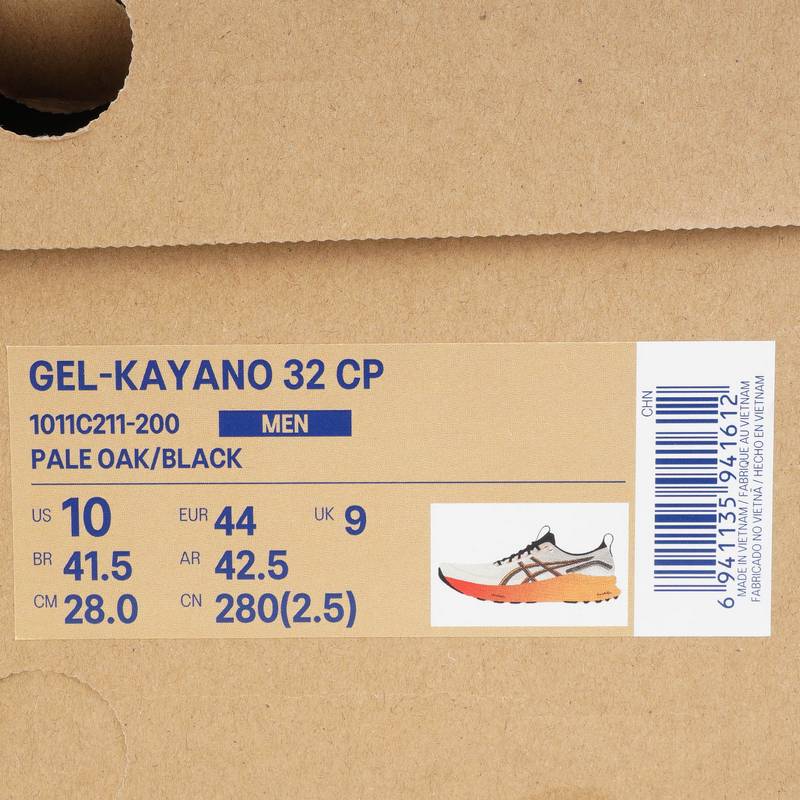 GEL-KAYANO 32 CP
1011C211-200 MEN
PALE OAK/BLACK
US 10 EUR 44 UK 9
BR 41.5 AR 42.5
CM 28.0 CN 280(2.5)
CHN
6 941135 941612
MADE IN VIETNAM / FABRIQUE AU VIETNAM
FABRICADO NO VIETNÃ / HECHO EN VIETNAM